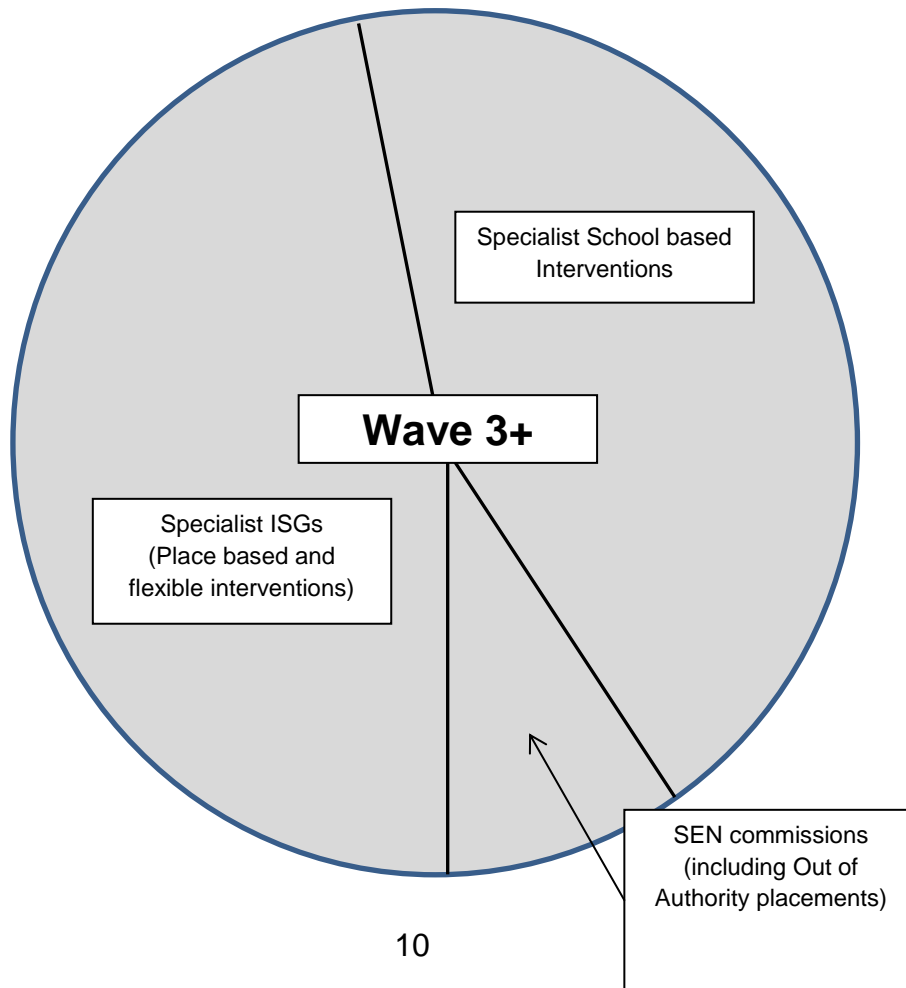 Specialist School based
Interventions
Wave 3+
Specialist ISGs
(Place based and
flexible interventions)
SEN commissions
(including Out of
Authority placements)
10